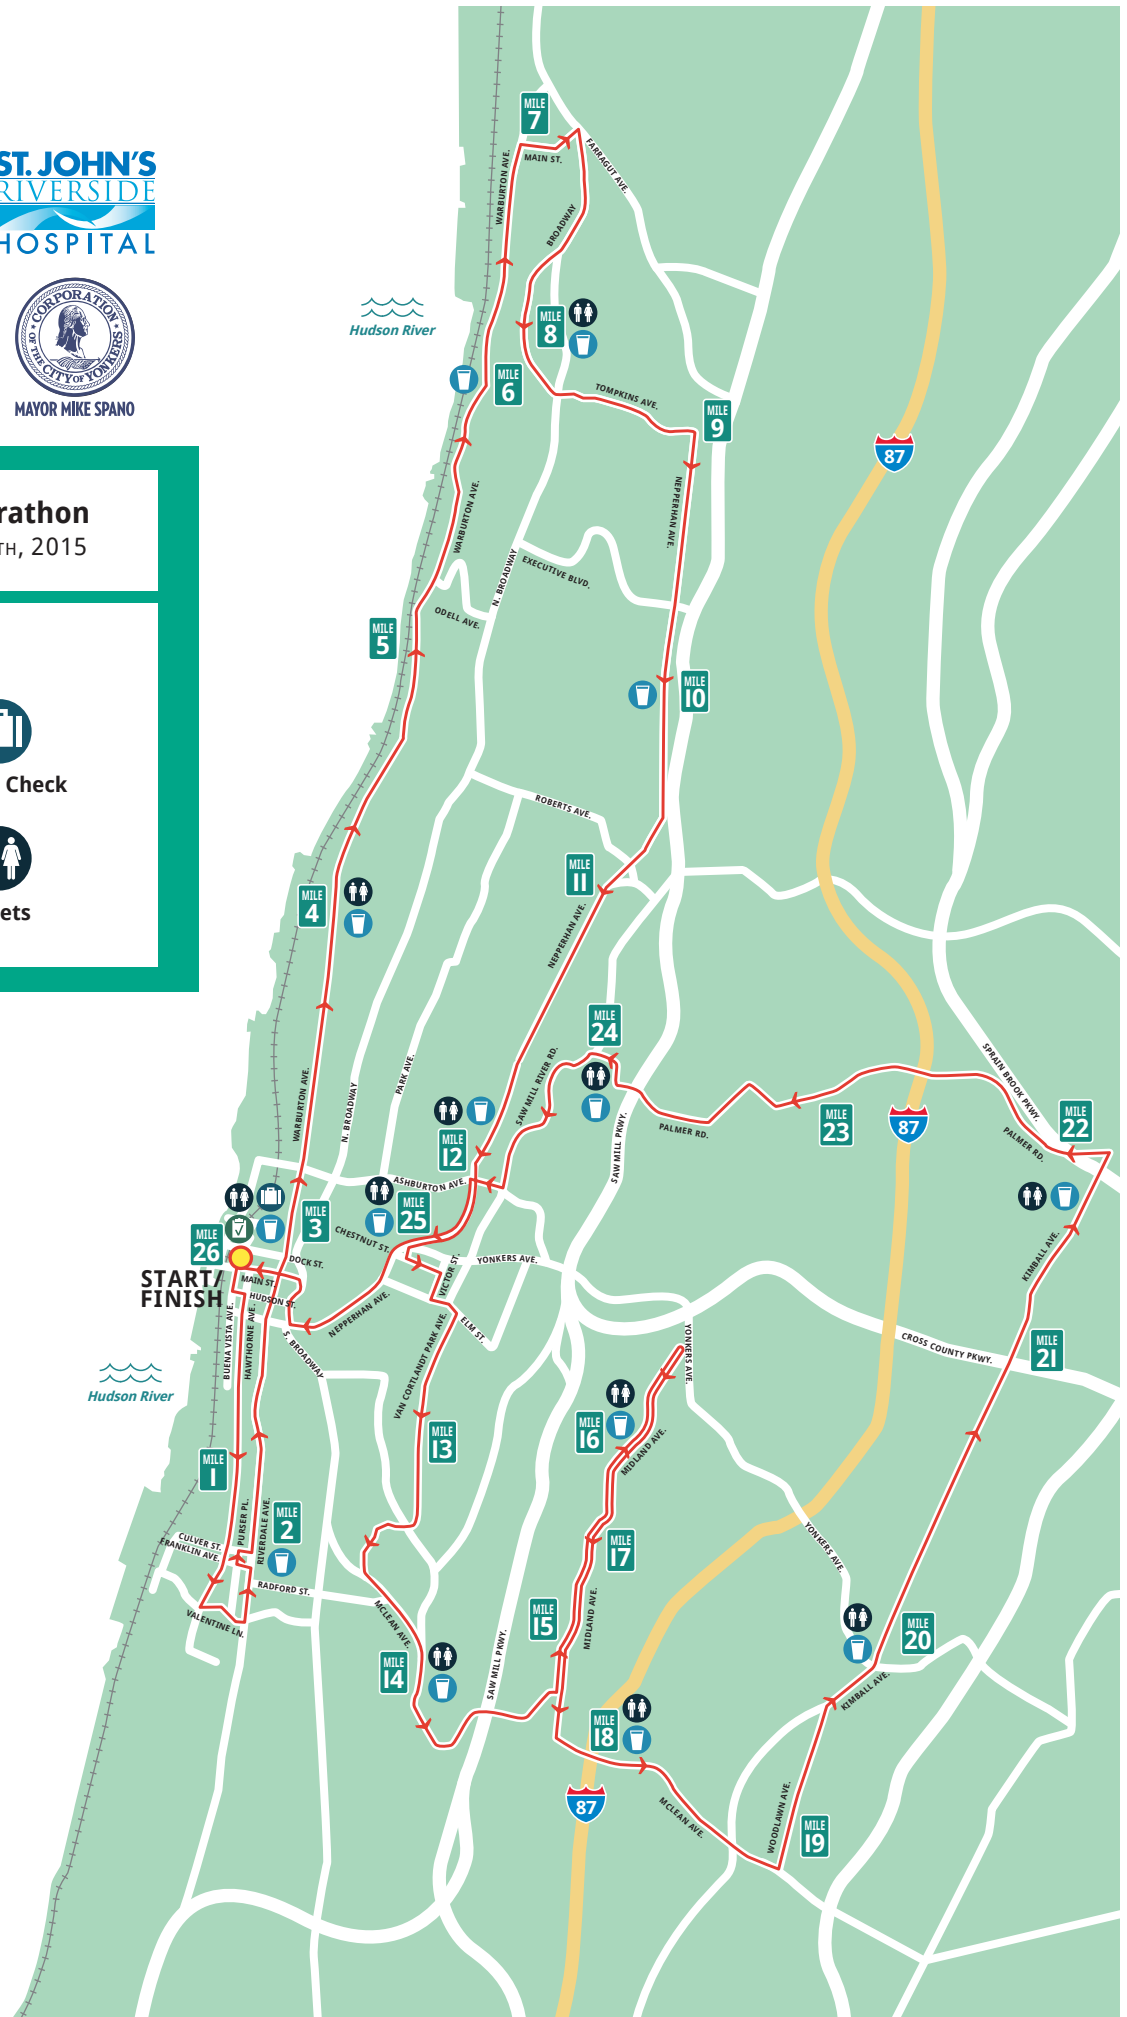 ST. JOHN'S
RIVERSIDE
HOSPITAL
CORPORATION
OF THE CITY OF YONKERS
MAYOR MIKE SPANO
rathon
TH, 2015
Check
ets
MILE
7
MAIN ST.
FARRAGUT AVE.
WARBURTON AVE.
BROADWAY
Hudson River
MILE
8
MILE
6
TOMPKINS AVE.
MILE
9
87
NEPPERHAN AVE.
WARBURTON AVE.
N. BROADWAY
EXECUTIVE BLVD.
ODELL AVE.
MILE
5
MILE
10
ROBERTS AVE.
MILE
11
MILE
4
NEPPERHAN AVE.
MILE
24
SAW MILL RIVER RD.
PARK AVE.
N. BROADWAY
WARBURTON AVE.
SPRAIN BROOK PKWY.
MILE
23
87
MILE
22
PALMER RD.
PALMER RD.
SAW MILL PKWY.
MILE
12
ASHBURTON AVE.
MILE
25
MILE
3
CHESTNUT ST.
MILE
26
START/
FINISH
DOCK ST.
MAIN ST.
HUDSON ST.
YONKERS AVE.
VICTOR ST.
KIMBALL AVE.
NEPPERHAN AVE.
BUENA VISTA AVE.
HAWTHORNE AVE.
S. BROADWAY
ELM ST.
VAN CORTLANDT PARK AVE.
YONKERS AVE.
CROSS COUNTY PKWY.
MILE
21
Hudson River
MILE
13
MILE
16
MIDLAND AVE.
MILE
1
PURSER PL.
RIVERDALE AVE.
MILE
2
CULVER ST.
FRANKLIN AVE.
RADFORD ST.
VALENTINE LN.
MILE
17
YONKERS AVE.
MCLEAN AVE.
MILE
15
MIDLAND AVE.
MILE
20
MILE
14
SAW MILL PKWY.
KIMBALL AVE.
MILE
18
87
MCLEAN AVE.
WOODLAWN AVE.
MILE
19